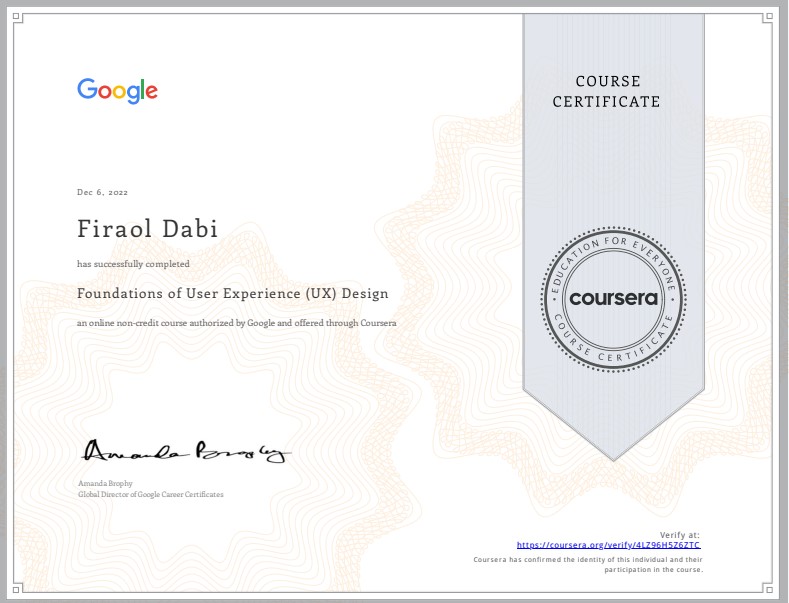 Google
COURSE
CERTIFICATE
Dec 6, 2022
Firaol Dabi
has successfully completed
Foundations of User Experience (UX) Design
an online non-credit course authorized by Google and offered through Coursera
EDUCATION FOR EVERYONE
coursera
COURSE CERTIFICATE
Amanda Brophy
Amanda Brophy
Global Director of Google Career Certificates
Verify at:
https://coursera.org/verify/4LZ96H5Z6ZTC
Coursera has confirmed the identity of this individual and their
participation in the course.